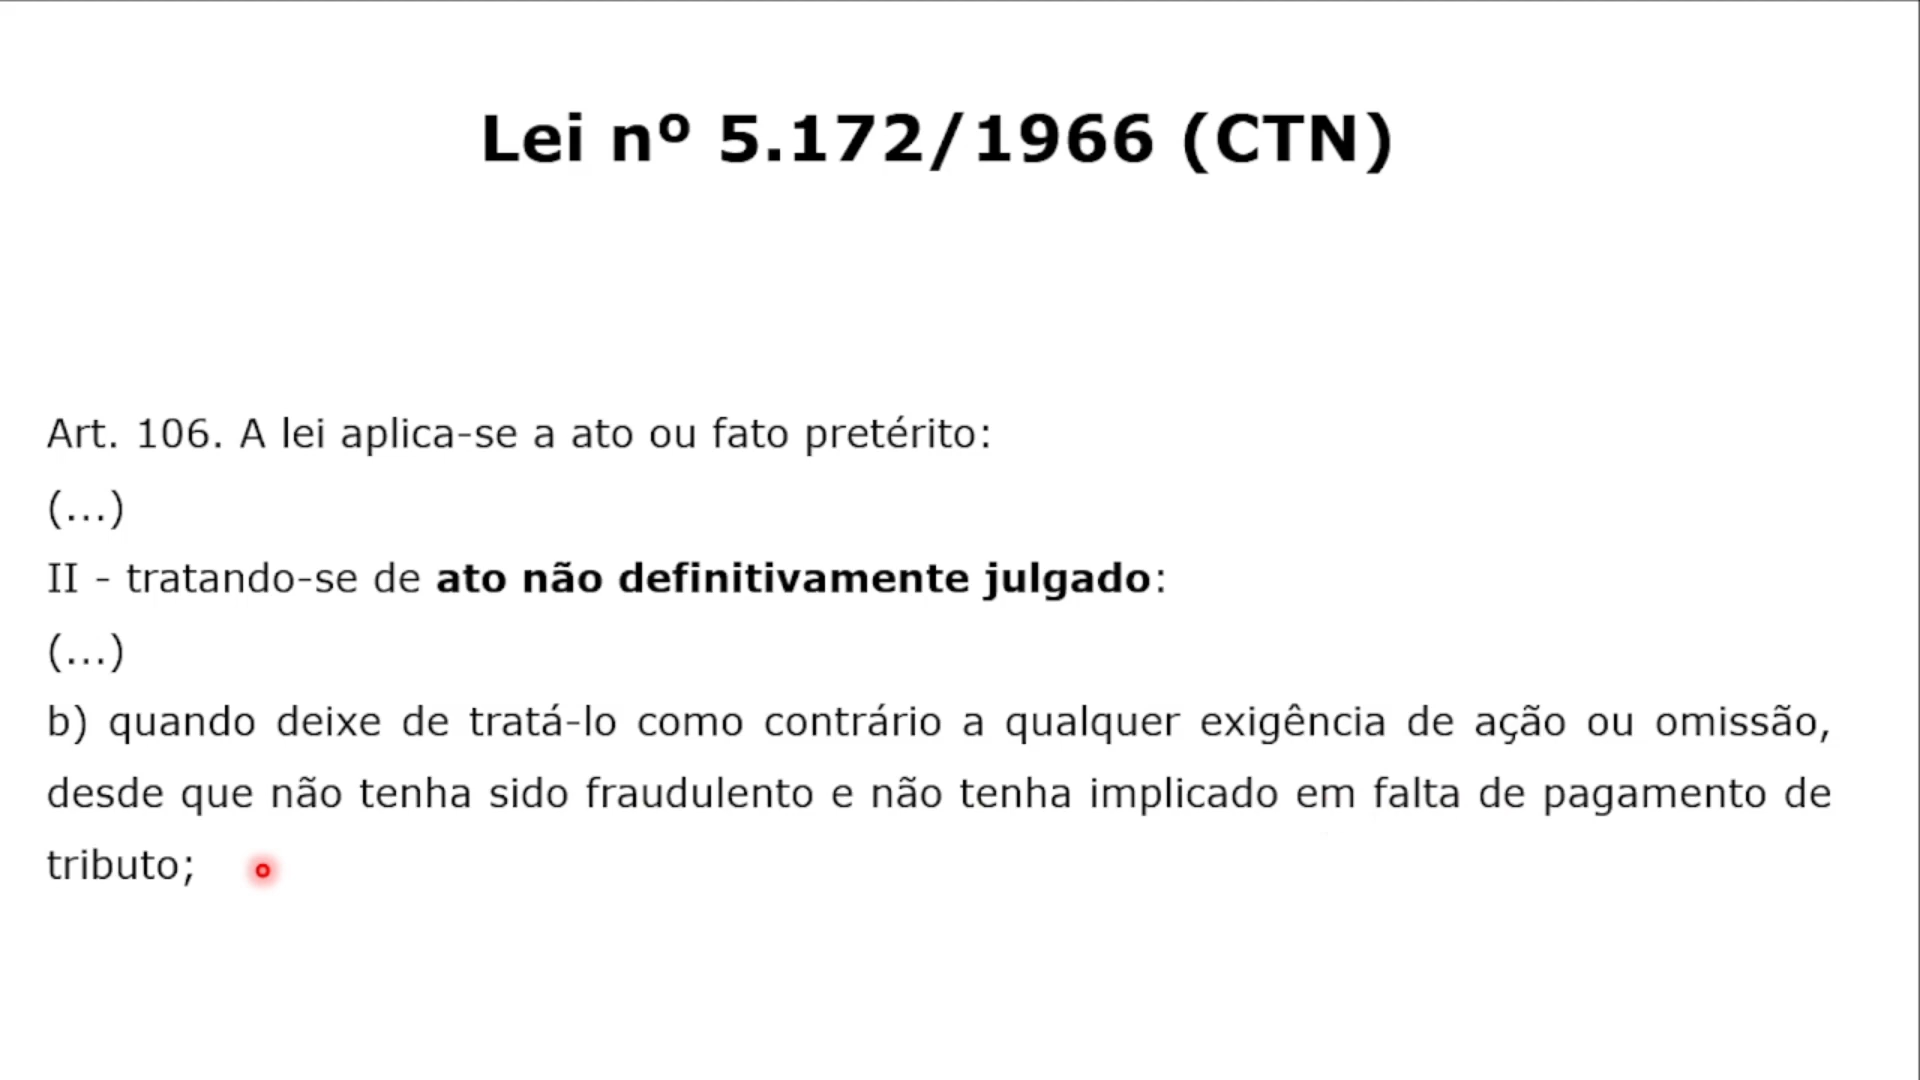 Lei nº 5.172/1966 (CTN)
Art. 106. A lei aplica-se a ato ou fato pretérito:
(...)
II - tratando-se de ato não definitivamente julgado:
(...)
b) quando deixe de tratá-lo como contrário a qualquer exigência de ação ou omissão,
desde que não tenha sido fraudulento e não tenha implicado em falta de pagamento de
tributo;